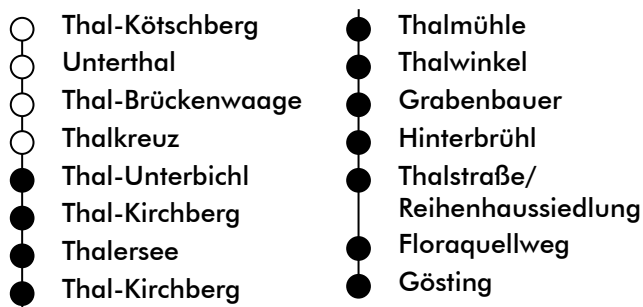 Thal-Kötschberg
Unterthal
Thal-Brückenwaage
Thalkreuz
Thal-Unterbichl
Thal-Kirchberg
Thalersee
Thal-Kirchberg
Thalmühle
Thalwinkel
Grabenbauer
Hinterbrühl
Thalstraße/
Reihenhaussiedlung
Floraquellweg
Gösting